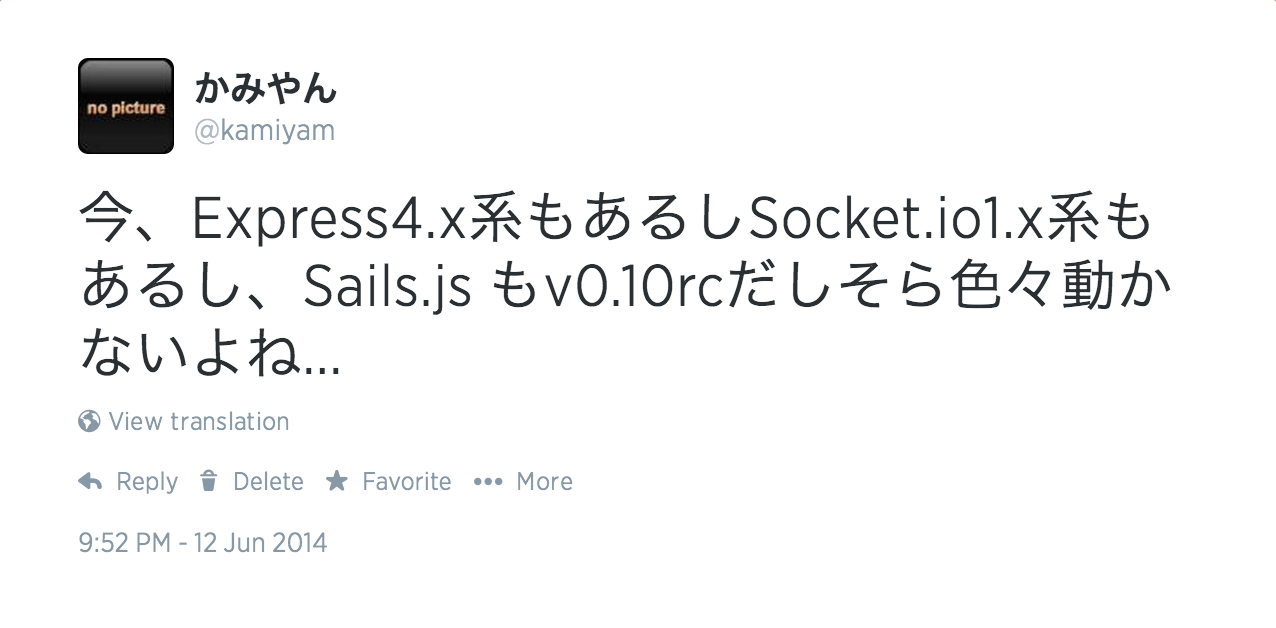 no picture
かみやん
@kamiyam
今、Express4.x系もあるしSocket.io1.x系も
あるし、Sails.js もv0.10rcだしそら色々動か
ないよね...
View translation
Reply Delete Favorite ••• More
9:52 PM - 12 Jun 2014